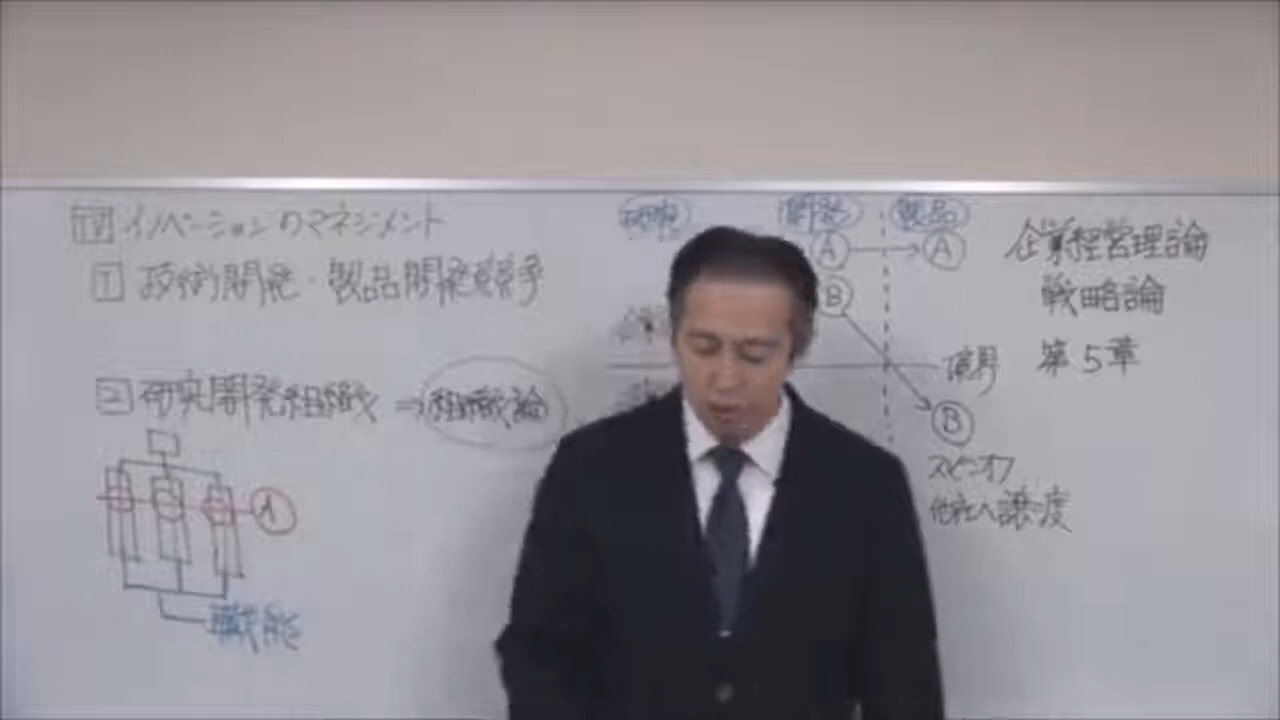 Ⅳ イノベーションのマネジメント
1 技術開発・製品開発競争
2 研究開発組織 ⇒ 組織論
A
職能
研究 開発 製品
A → A
B
境界
B
スピンオフ
他社へ譲渡
企業経営理論
戦略論
第5章